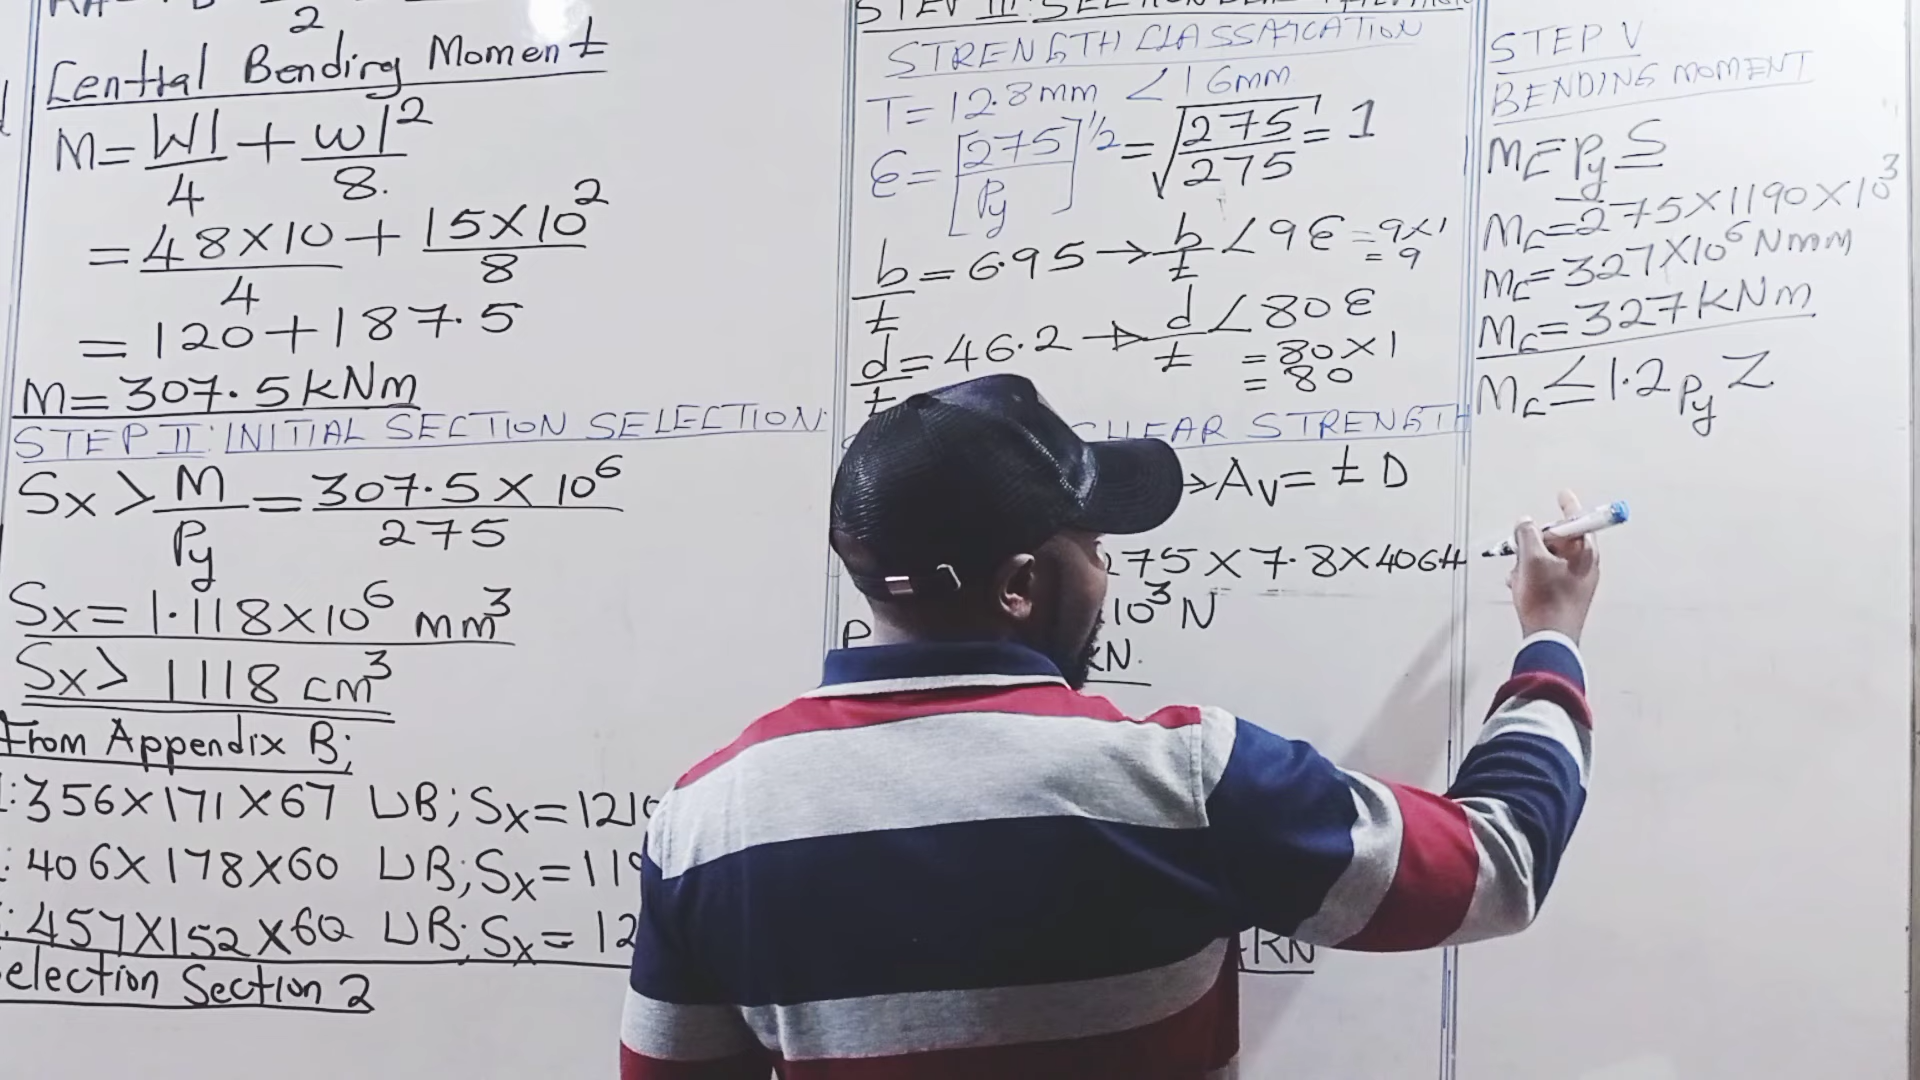 2
Central Bending Moment
M = Wl/4 + wl²/8.
= 48×10/4 + 15×10²/8
= 120 + 187.5
M = 307.5 kNm
STEP II: INITIAL SECTION SELECTION
Sx > M/Py = 307.5 × 10⁶/275
Sx = 1.118 × 10⁶ mm³
Sx > 1118 cm³
From Appendix B;
: 356×171×67 UB; Sx = 121
: 406×178×60 UB; Sx = 119
: 457×152×60 UB; Sx = 12
election Section 2
STRENGTH CLASSIFICATION
T = 12.8mm < 16mm
ε = [275/Py]^1/2 = √275/275 = 1
b/t = 6.95 → b/t < 9ε = 9×1
= 9
d/t = 46.2 → d/t < 80ε
= 80×1
= 80
SHEAR STRENGTH
→ Av = tD
275 × 7.8 × 406.4
10³ N
P
kN.
STEP V
BENDING MOMENT
Mc = Py S
Mc = 275×1190×10³
Mc = 327×10⁶ Nmm
Mc = 327 kNm
Mc ≤ 1.2 Py Z